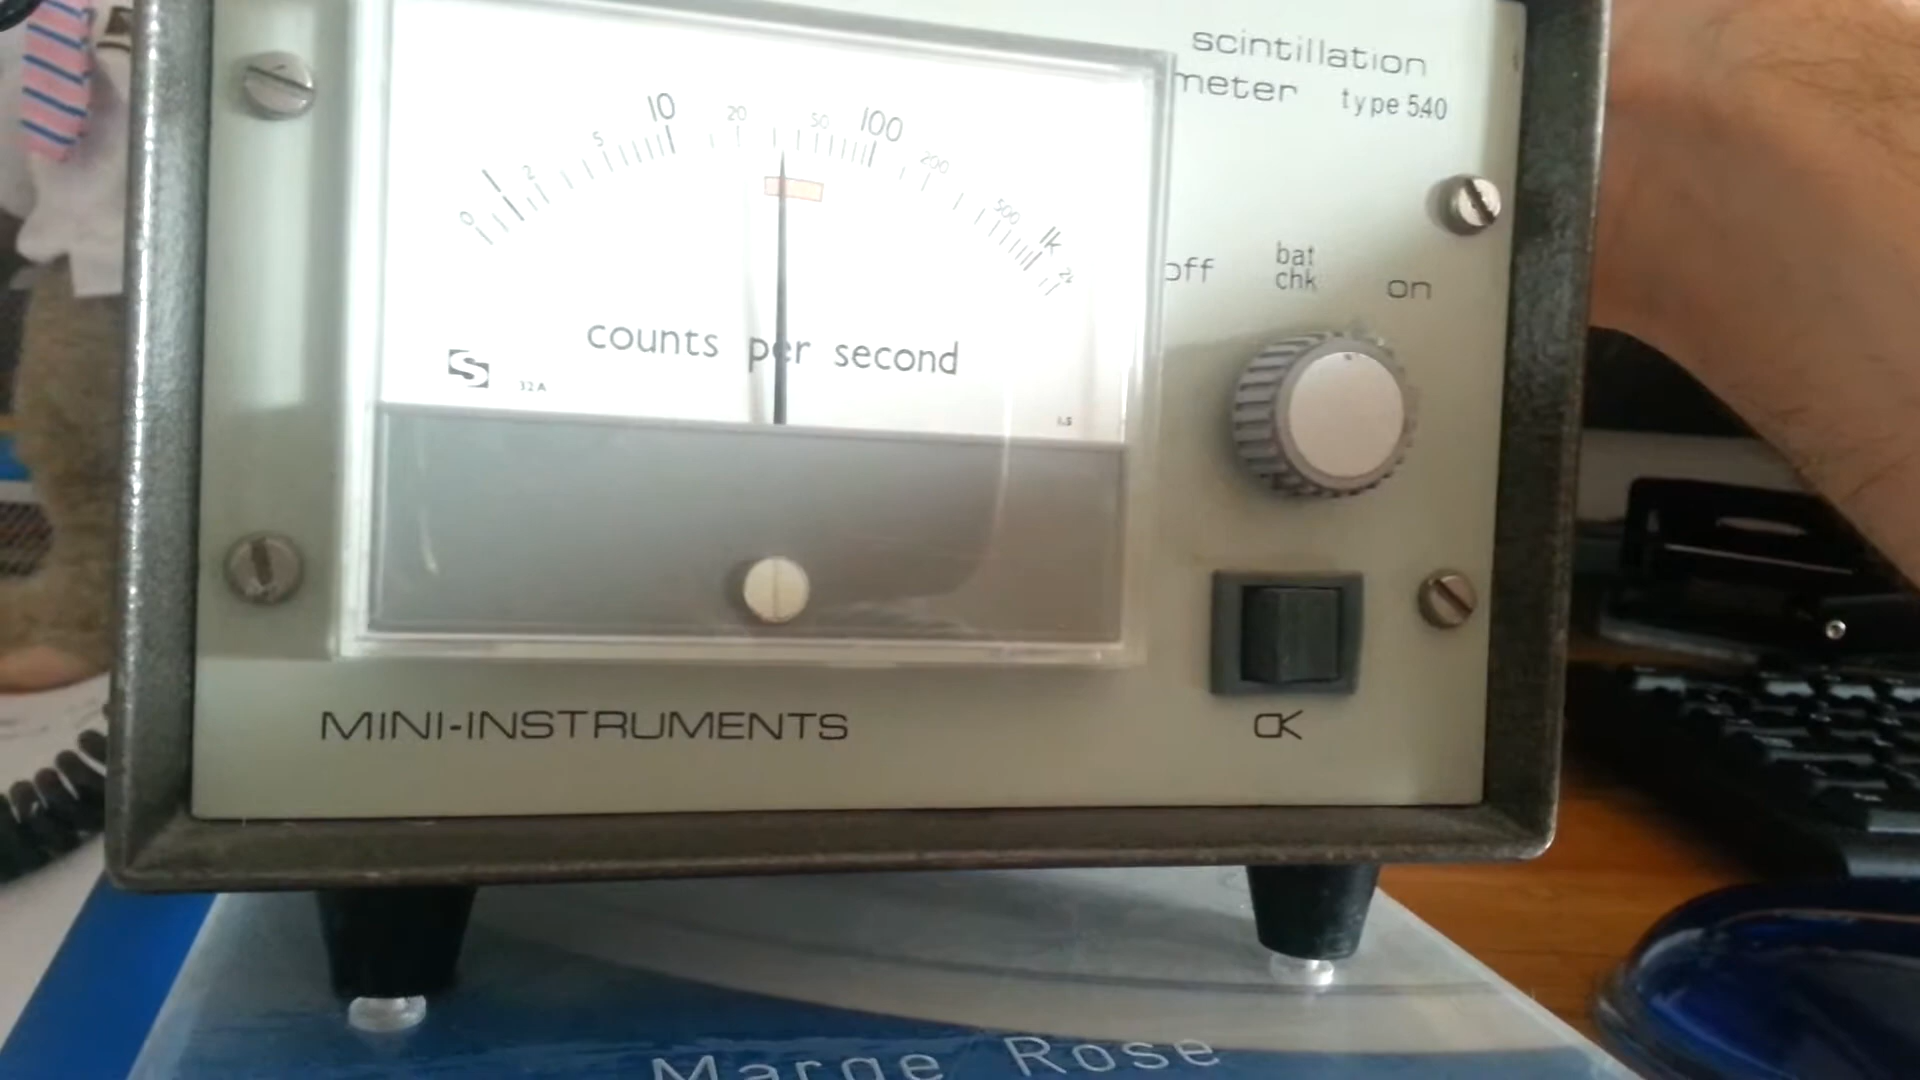 scintillation
meter type 540
0 1 2 5 10 20 50 100 200 500 1k 2k
counts per second
S 32A
off bat chk on
MINI-INSTRUMENTS
Marge Rose